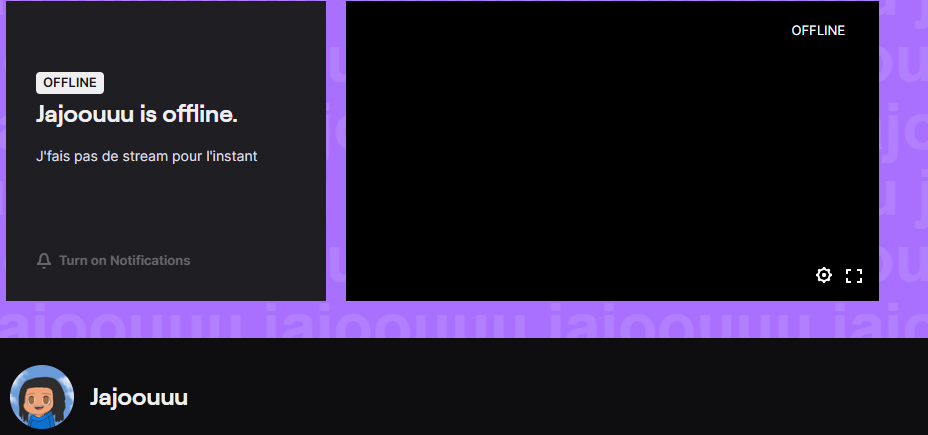 OFFLINE
Jajoouuu is offline.
J'fais pas de stream pour l'instant
Turn on Notifications
OFFLINE
jajoouuu jajoouuu jajoouuu jajo
Jajoouuu